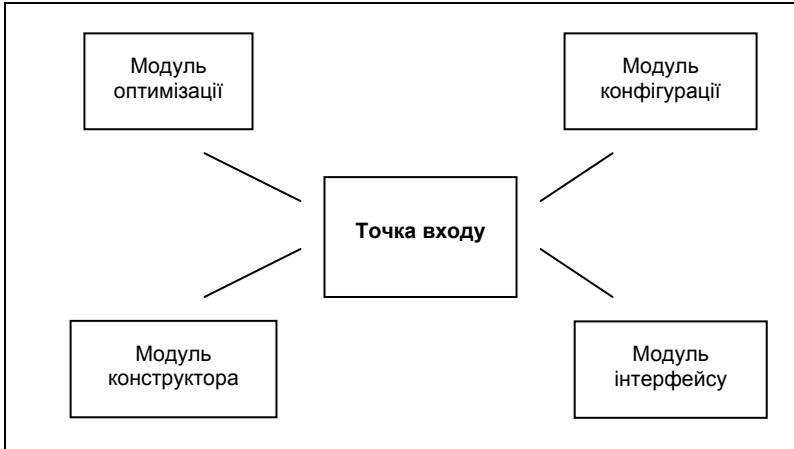 Модуль
оптимізації
Модуль
конфігурації
Точка входу
Модуль
конструктора
Модуль
інтерфейсу